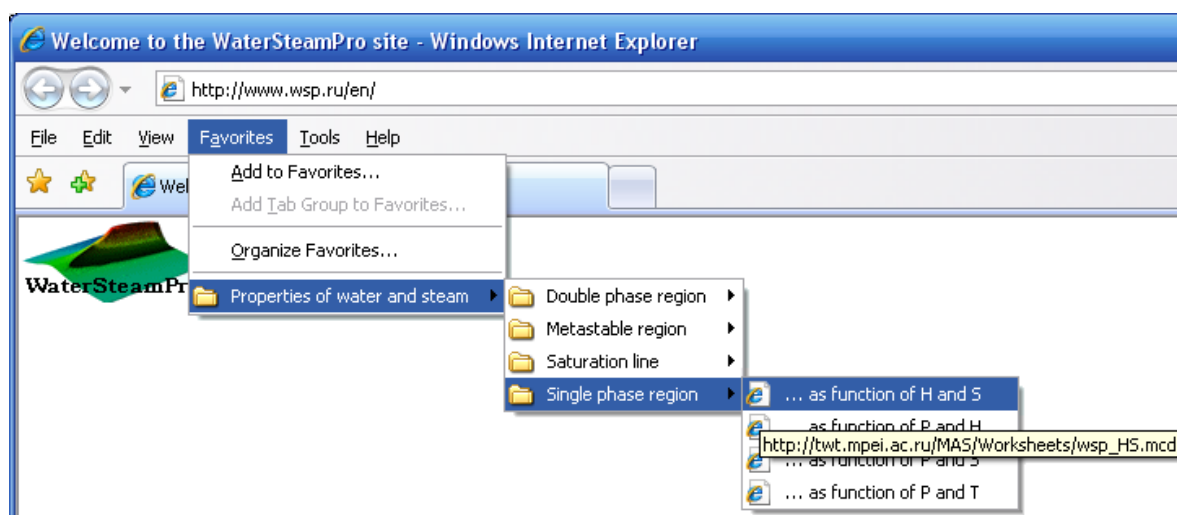 Welcome to the WaterSteamPro site - Windows Internet Explorer
http://www.wsp.ru/en/
File Edit View Favorites Tools Help
Wel
Add to Favorites...
Add Tab Group to Favorites...
Organize Favorites...
WaterSteamPr
Properties of water and steam
Double phase region
Metastable region
Saturation line
Single phase region
... as function of H and S
... as function of P and H
http://twt.mpei.ac.ru/MAS/Worksheets/wsp_HS.mcd
... as function of P and S
... as function of P and T